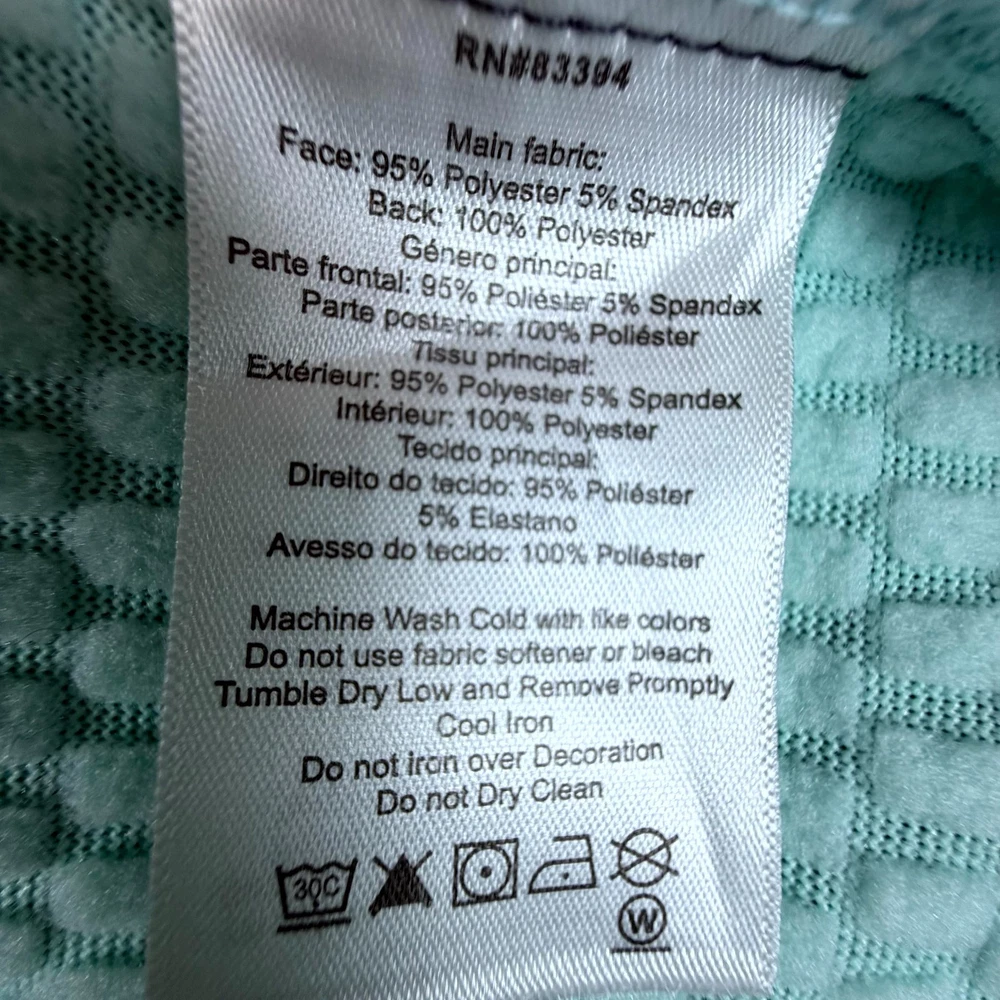 RN#83394
Main fabric:
Face: 95% Polyester 5% Spandex
Back: 100% Polyester
Género principal:
Parte frontal: 95% Poliéster 5% Spandex
Parte posterior: 100% Poliéster
Tissu principal:
Extérieur: 95% Polyester 5% Spandex
Intérieur: 100% Polyester
Tecido principal:
Direito do tecido: 95% Poliéster
5% Elastano
Avesso do tecido: 100% Poliéster
Machine Wash Cold with like colors
Do not use fabric softener or bleach
Tumble Dry Low and Remove Promptly
Cool Iron
Do not iron over Decoration
Do not Dry Clean
30C
W